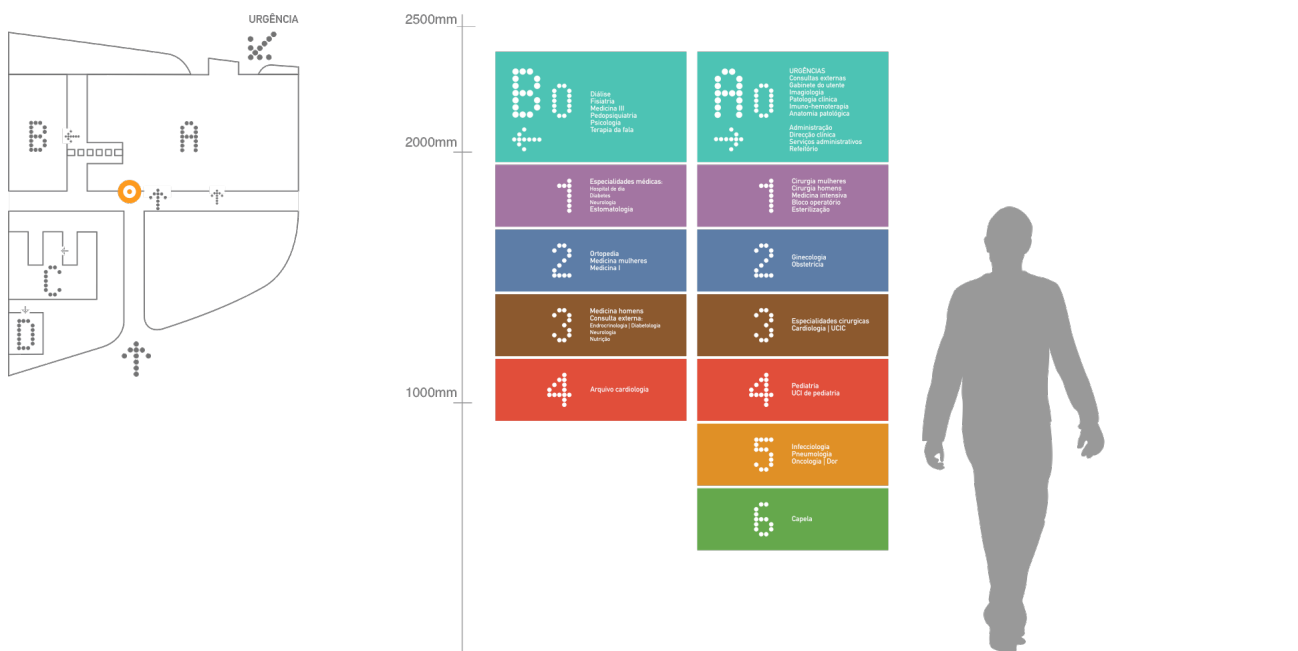 URGÊNCIA
K
B
A
C
D
2500mm
2000mm
1000mm
B0
Diálise
Fisiatria
Medicina III
Pedopsiquiatria
Psicologia
Terapia da fala
1
Especialidades médicas:
Hospital de dia
Diabetes
Neurologia
Estomatologia
2
Ortopedia
Medicina mulheres
Medicina I
3
Medicina homens
Consulta externa:
Endocrinologia | Diabetologia
Neurologia
Nutrição
4
Arquivo cardiologia
A0
URGÊNCIAS
Consultas externas
Gabinete do utente
Imagiologia
Patologia clínica
Imuno-hemoterapia
Anatomia patológica
Administração
Direcção clínica
Serviços administrativos
Refeitório
1
Cirurgia mulheres
Cirurgia homens
Medicina intensiva
Bloco operatório
Esterilização
2
Ginecologia
Obstetrícia
3
Especialidades cirurgicas
Cardiologia | UCIC
4
Pediatria
UCI de pediatria
5
Infecciologia
Pneumologia
Oncologia | Dor
6
Capela